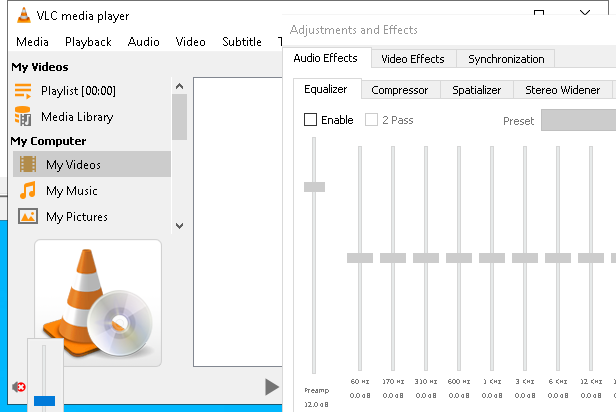 VLC media player
Media Playback Audio Video Subtitle T
My Videos
Playlist [00:00]
Media Library
My Computer
My Videos
My Music
My Pictures
Adjustments and Effects
Audio Effects Video Effects Synchronization
Equalizer Compressor Spatializer Stereo Widener
Enable 2 Pass Preset
60 Hz 170 Hz 310 Hz 600 Hz 1 KHz 3 KHz 6 KHz 12 KHz
Preamp 0.0 dB 0.0 dB 0.0 dB 0.0 dB 0.0 dB 0.0 dB 0.0 dB 0.0 dB
12.0 dB